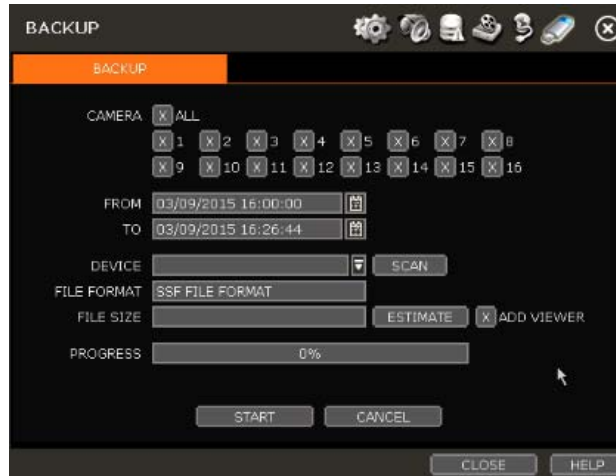 BACKUP
BACKUP
CAMERA X ALL
X 1 X 2 X 3 X 4 X 5 X 6 X 7 X 8
X 9 X 10 X 11 X 12 X 13 X 14 X 15 X 16
FROM 03/09/2015 16:00:00
TO 03/09/2015 16:26:44
DEVICE SCAN
FILE FORMAT SSF FILE FORMAT
FILE SIZE ESTIMATE X ADD VIEWER
PROGRESS 0%
START CANCEL
CLOSE HELP